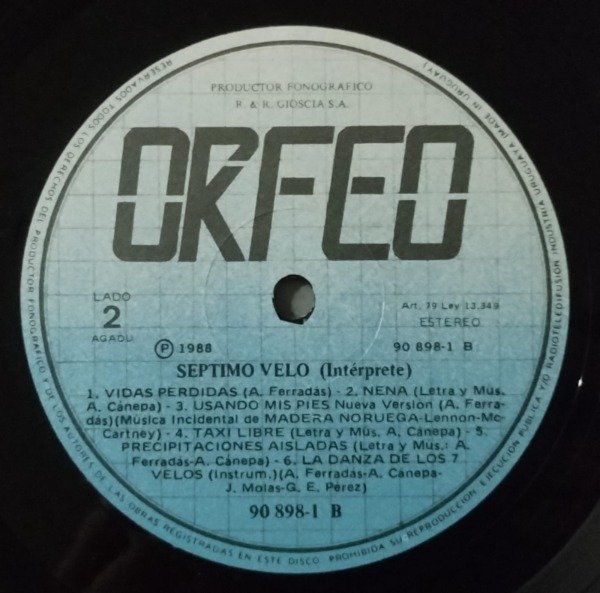 PRODUCTOR FONOGRAFICO
R. & R. GIOSCIA S.A.
ORFEO
LADO
2
AGADU
Art. 79 Ley 13.349
ESTEREO
Ⓟ 1988
90 898-1 B
SEPTIMO VELO (Intérprete)
1. VIDAS PERDIDAS (A. Ferradás) - 2. NENA (Letra y Mús.
A. Cánepa) - 3. USANDO MIS PIES Nueva Versión (A. Ferra-
dás)(Música Incidental de MADERA NORUEGA-Lennon-Mc-
Cartney) - 4. TAXI LIBRE (Letra y Mús. A. Cánepa) - 5.
PRECIPITACIONES AISLADAS (Letra y Mús.: A.
Ferradás-A. Cánepa) - 6. LA DANZA DE LOS 7
VELOS (Instrum.)(A. Ferradás-A. Cánepa-
J. Molas-G. E. Pérez)
90 898-1 B
RESERVADOS TODOS LOS DERECHOS DEL PRODUCTOR FONOGRAFICO Y DE LOS AUTORES DE LAS OBRAS REGISTRADAS EN ESTE DISCO. PROHIBIDA SU REPRODUCCION, EJECUCION PUBLICA Y/O RADIOTELEDIFUSION INDUSTRIA URUGUAYA (MADE IN URUGUAY)